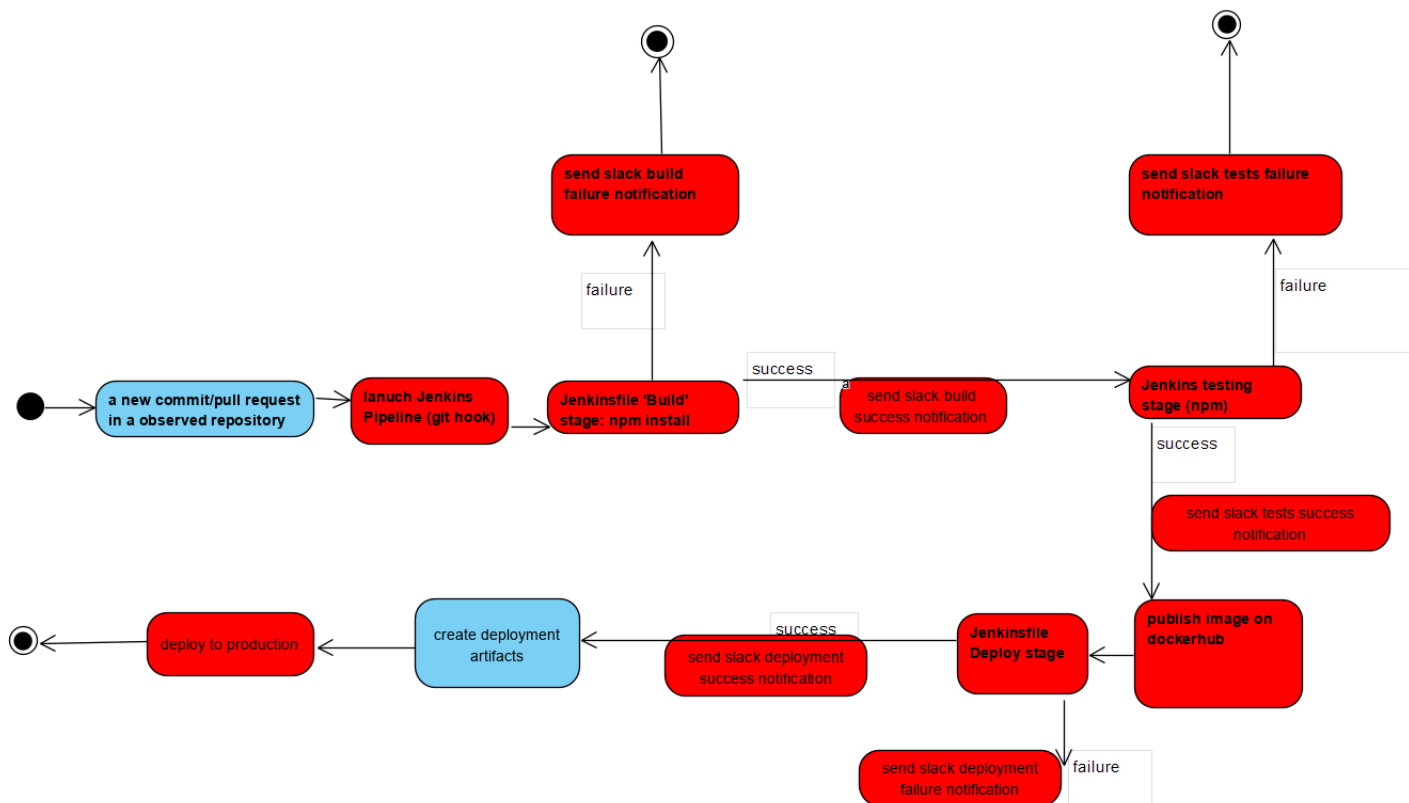 send slack build
failure notification
send slack tests failure
notification
failure
failure
a new commit/pull request
in a observed repository
lanuch Jenkins
Pipeline (git hook)
Jenkinsfile 'Build'
stage: npm install
success
a
send slack build
success notification
Jenkins testing
stage (npm)
success
send slack tests success
notification
deploy to production
create deployment
artifacts
success
send slack deployment
success notification
Jenkinsfile
Deploy stage
publish image on
dockerhub
send slack deployment
failure notification
failure